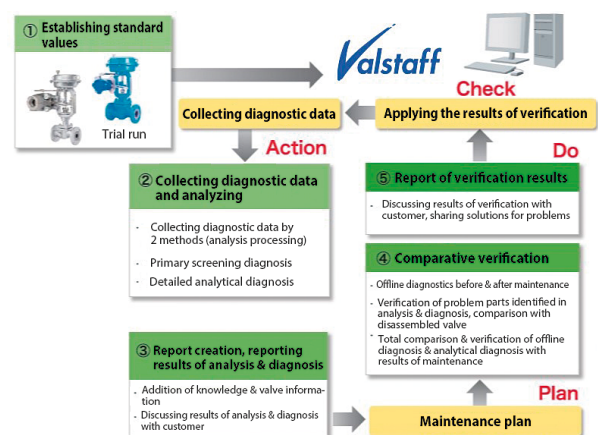 ① Establishing standard
values
Trial run
Valstaff
Check
Collecting diagnostic data
Applying the results of verification
Action
Do
② Collecting diagnostic data
and analyzing
- Collecting diagnostic data by
2 methods (analysis processing)
- Primary screening diagnosis
- Detailed analytical diagnosis
⑤ Report of verification results
- Discussing results of verification with
customer, sharing solutions for problems
④ Comparative verification
- Offline diagnostics before & after maintenance
- Verification of problem parts identified in
analysis & diagnosis, comparison with
disassembled valve
- Total comparison & verification of offline
diagnosis & analytical diagnosis with
results of maintenance
③ Report creation, reporting
results of analysis & diagnosis
- Addition of knowledge & valve informa-
tion
- Discussing results of analysis & diagnosis
with customer
Plan
Maintenance plan